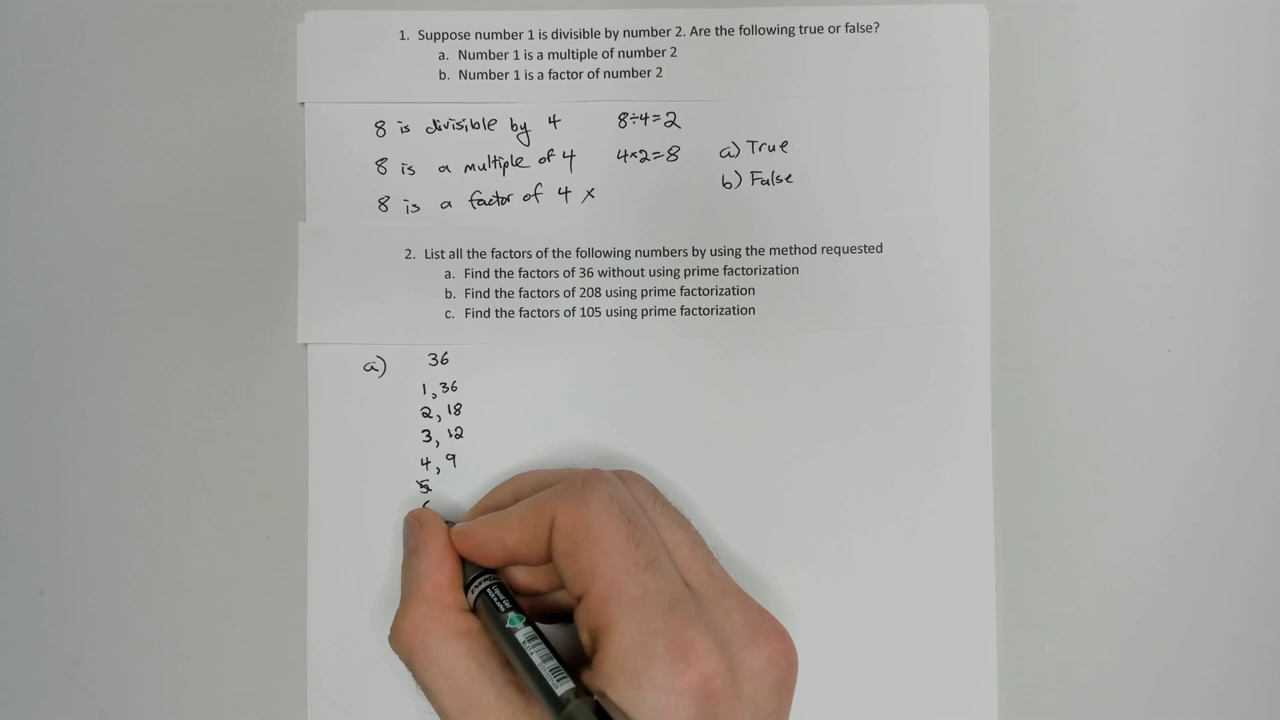 1. Suppose number 1 is divisible by number 2. Are the following true or false?
a. Number 1 is a multiple of number 2
b. Number 1 is a factor of number 2
8 is divisible by 4 8÷4=2
8 is a multiple of 4 4×2=8 a) True
8 is a factor of 4 × b) False
2. List all the factors of the following numbers by using the method requested
a. Find the factors of 36 without using prime factorization
b. Find the factors of 208 using prime factorization
c. Find the factors of 105 using prime factorization
a) 36
1, 36
2, 18
3, 12
4, 9
5
Liquid Gel